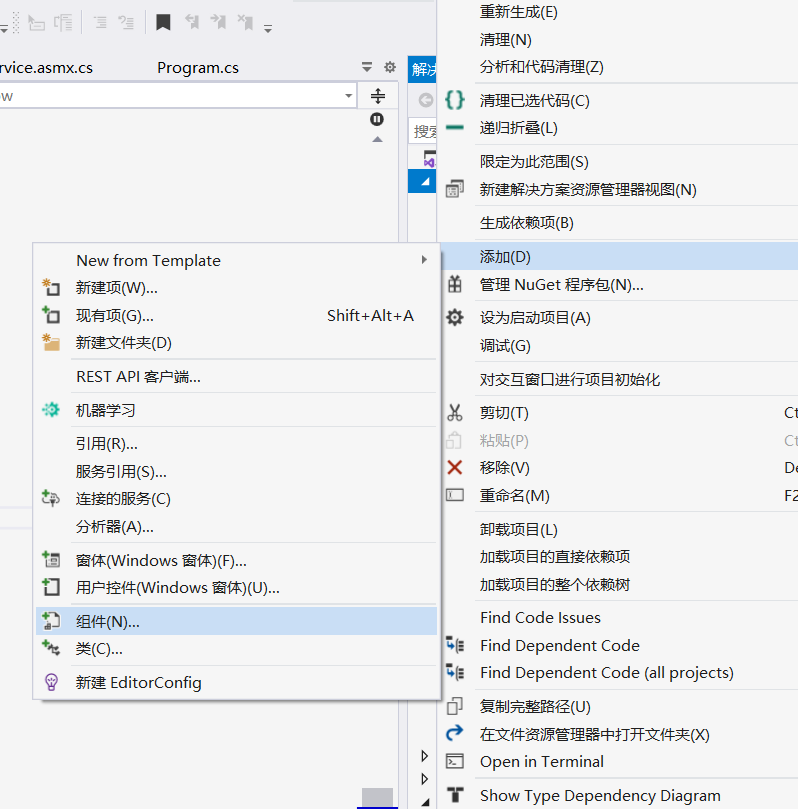 rvice.asmx.cs
Program.cs
搜索
New from Template
新建项(W)...
现有项(G)... Shift+Alt+A
新建文件夹(D)
REST API 客户端...
机器学习
引用(R)...
服务引用(S)...
连接的服务(C)
分析器(A)...
窗体(Windows 窗体)(F)...
用户控件(Windows 窗体)(U)...
组件(N)...
类(C)...
新建 EditorConfig
重新生成(E)
清理(N)
分析和代码清理(Z)
清理已选代码(C)
递归折叠(L)
限定为此范围(S)
新建解决方案资源管理器视图(N)
生成依赖项(B)
添加(D)
管理 NuGet 程序包(N)...
设为启动项目(A)
调试(G)
对交互窗口进行项目初始化
剪切(T) Ct
粘贴(P) Ct
移除(V) De
重命名(M) F2
卸载项目(L)
加载项目的直接依赖项
加载项目的整个依赖树
Find Code Issues
Find Dependent Code
Find Dependent Code (all projects)
复制完整路径(U)
在文件资源管理器中打开文件夹(X)
Open in Terminal
Show Type Dependency Diagram